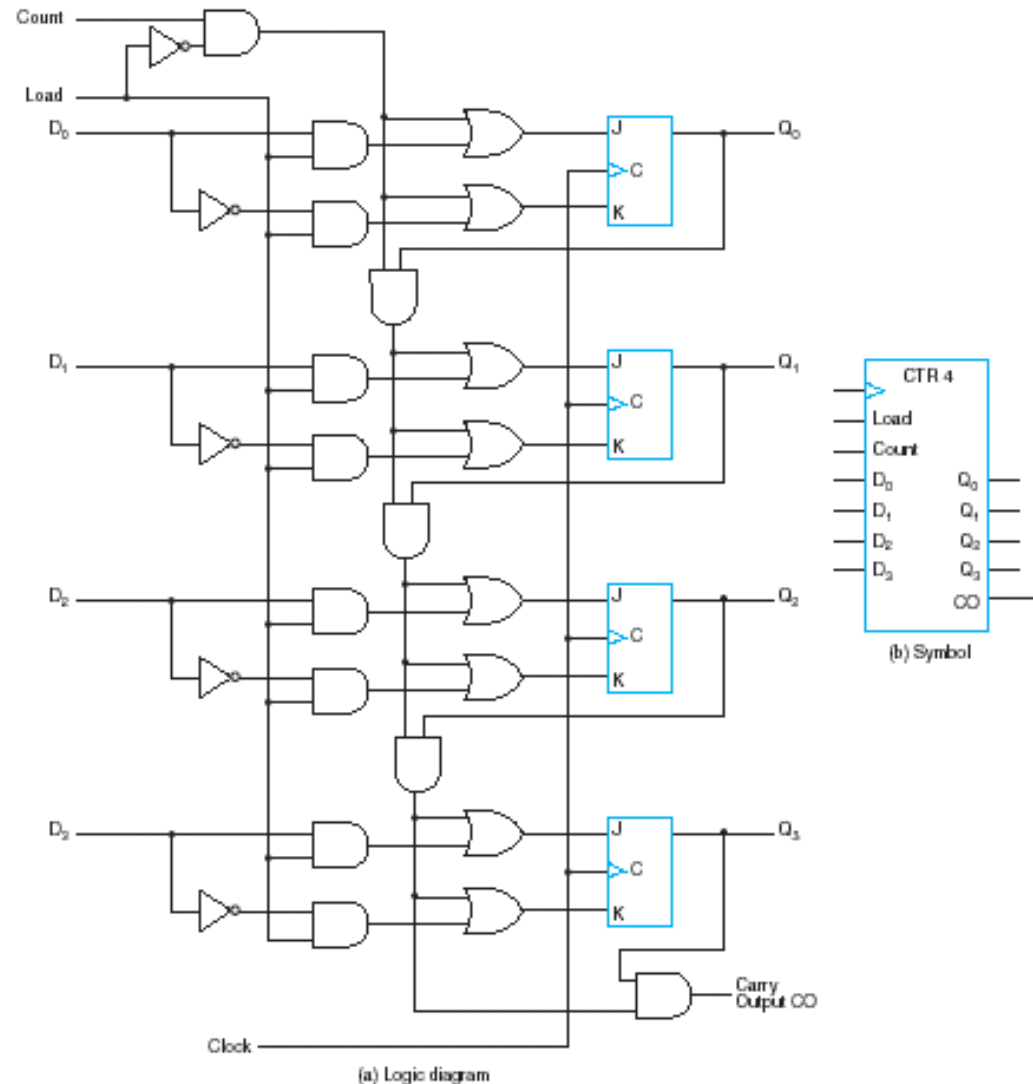 Count
Load
D₀
J
C
K
Q₀
D₁
J
C
K
Q₁
D₂
J
C
K
Q₂
D₃
J
C
K
Q₃
Carry
Output CO
Clock
(a) Logic diagram
CTR 4
Load
Count
D₀ Q₀
D₁ Q₁
D₂ Q₂
D₃ Q₃
CO
(b) Symbol